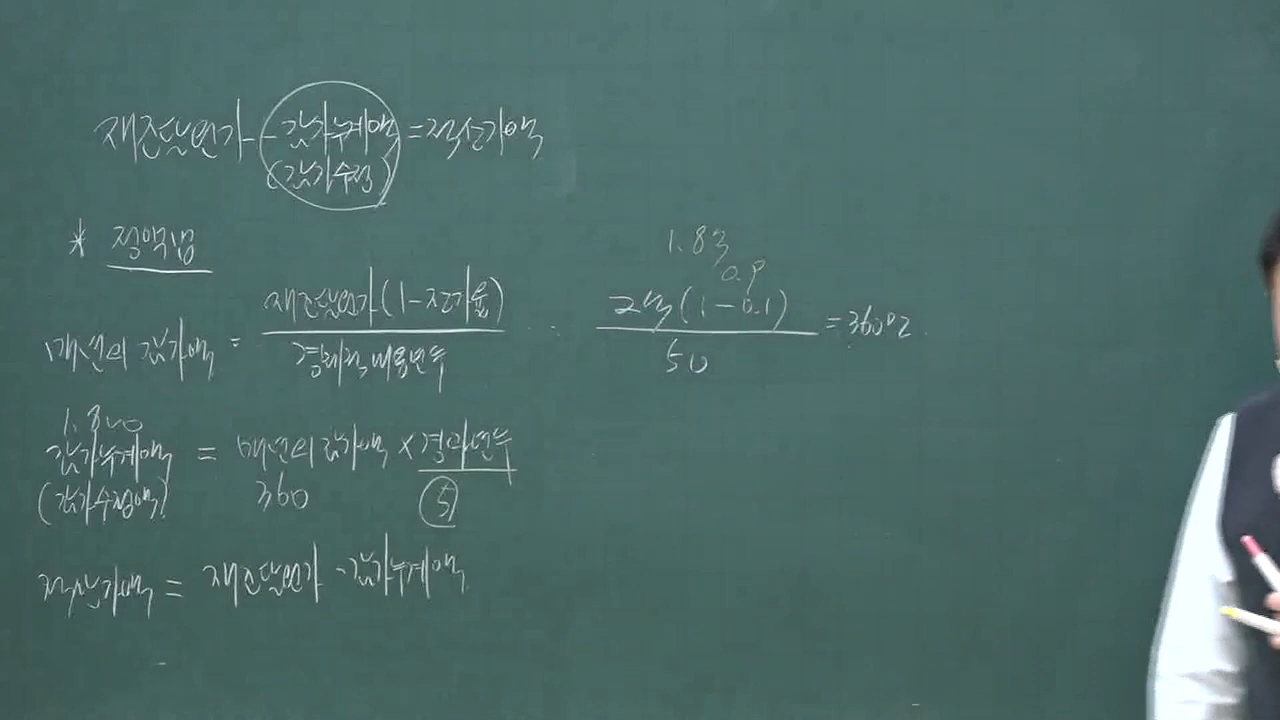 재조달원가 - 감가누계액 = 적산가액
(감가수정)
* 정액법
1.8억
0.9
매년의 감가액 = 재조달원가(1-잔가율) / 경제적 내용연수 ∴ 2억(1-0.1) / 50 = 360만
1.800
감가누계액 = 매년의 감가액 × 경과연수
(감가수정액) 360 ⑤
적산가액 = 재조달원가 - 감가누계액